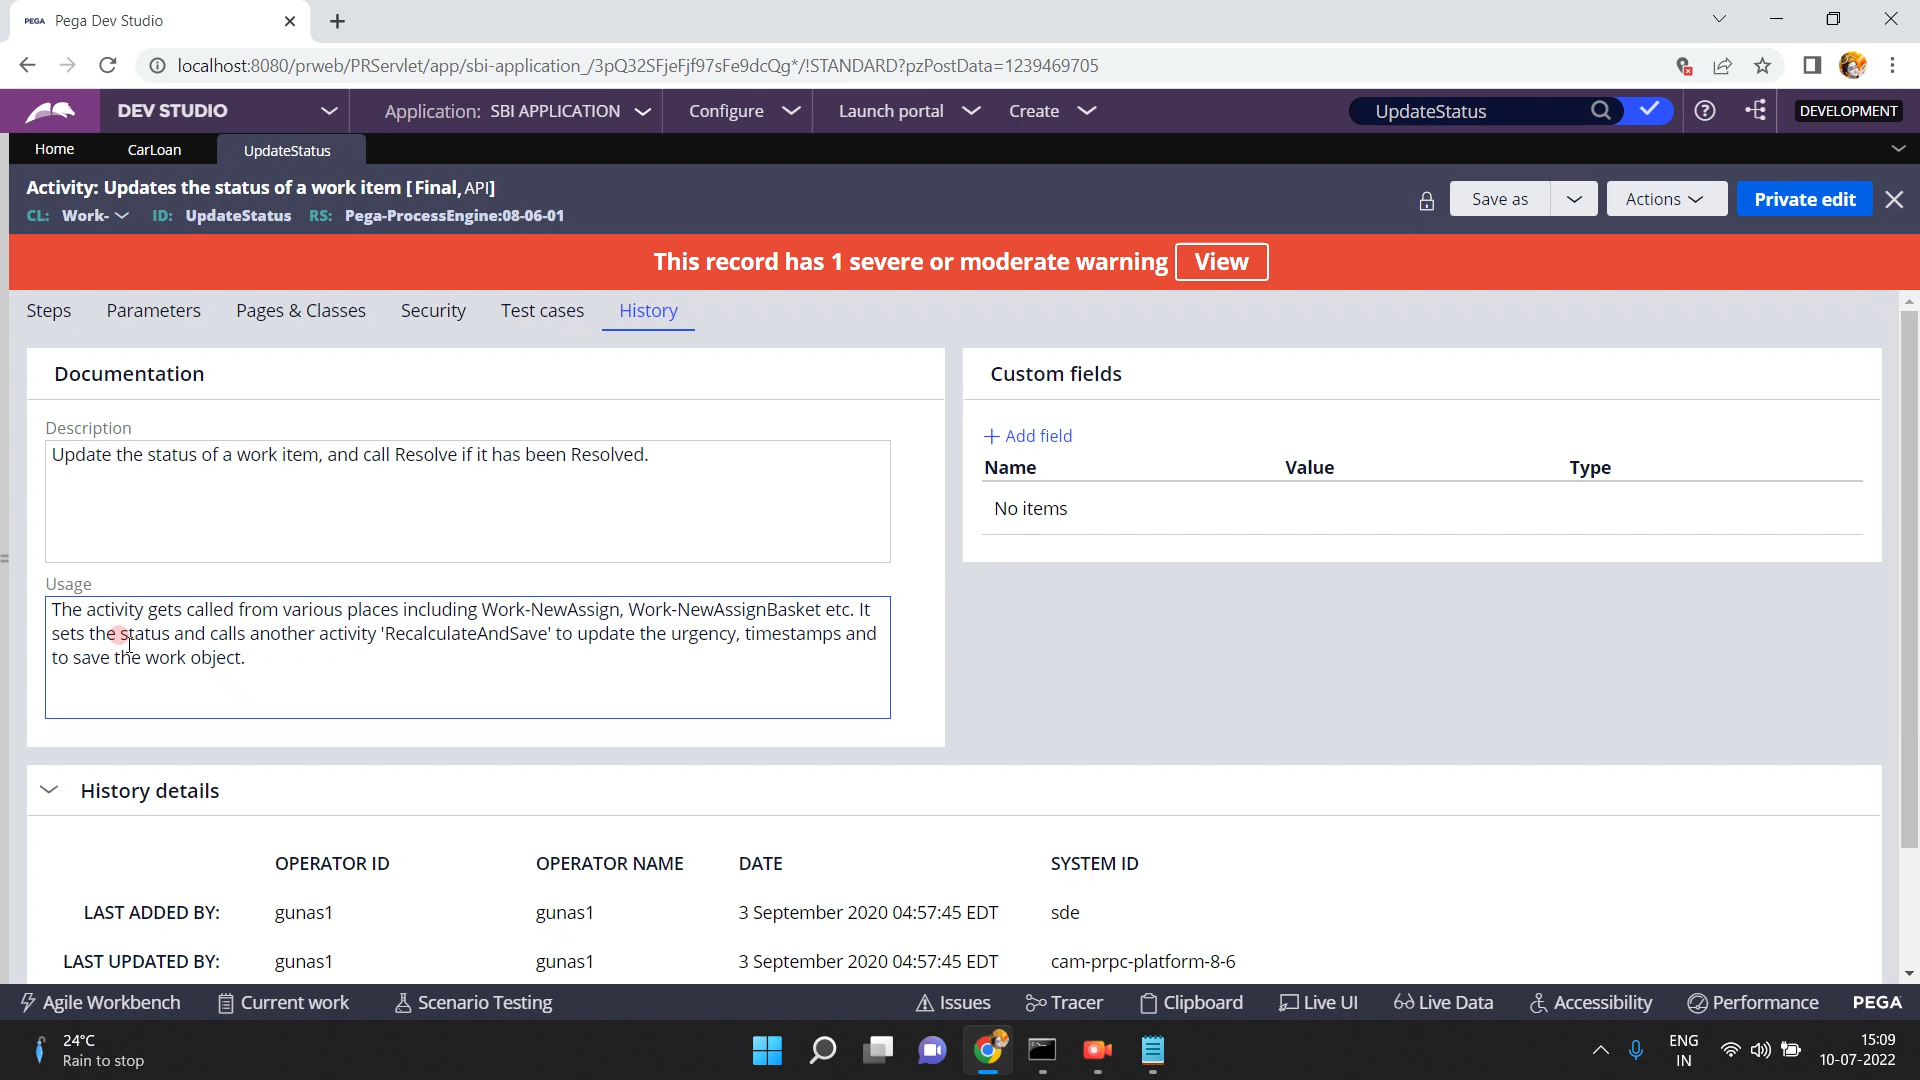 PEGA Pega Dev Studio
localhost:8080/prweb/PRServlet/app/sbi-application_/3pQ32SFjeFjf97sFe9dcQg*/!STANDARD?pzPostData=1239469705
DEV STUDIO Application: SBI APPLICATION Configure Launch portal Create UpdateStatus DEVELOPMENT
Home CarLoan UpdateStatus
Activity: Updates the status of a work item [Final, API]
CL: Work- ID: UpdateStatus RS: Pega-ProcessEngine:08-06-01
Save as Actions Private edit
This record has 1 severe or moderate warning View
Steps Parameters Pages & Classes Security Test cases History
Documentation
Description
Update the status of a work item, and call Resolve if it has been Resolved.
Usage
The activity gets called from various places including Work-NewAssign, Work-NewAssignBasket etc. It
sets the status and calls another activity 'RecalculateAndSave' to update the urgency, timestamps and
to save the work object.
Custom fields
Add field
Name Value Type
No items
History details
OPERATOR ID OPERATOR NAME DATE SYSTEM ID
LAST ADDED BY: gunas1 gunas1 3 September 2020 04:57:45 EDT sde
LAST UPDATED BY: gunas1 gunas1 3 September 2020 04:57:45 EDT cam-prpc-platform-8-6
Agile Workbench Current work Scenario Testing Issues Tracer Clipboard Live UI Live Data Accessibility Performance PEGA
24°C
Rain to stop
ENG
IN
15:09
10-07-2022